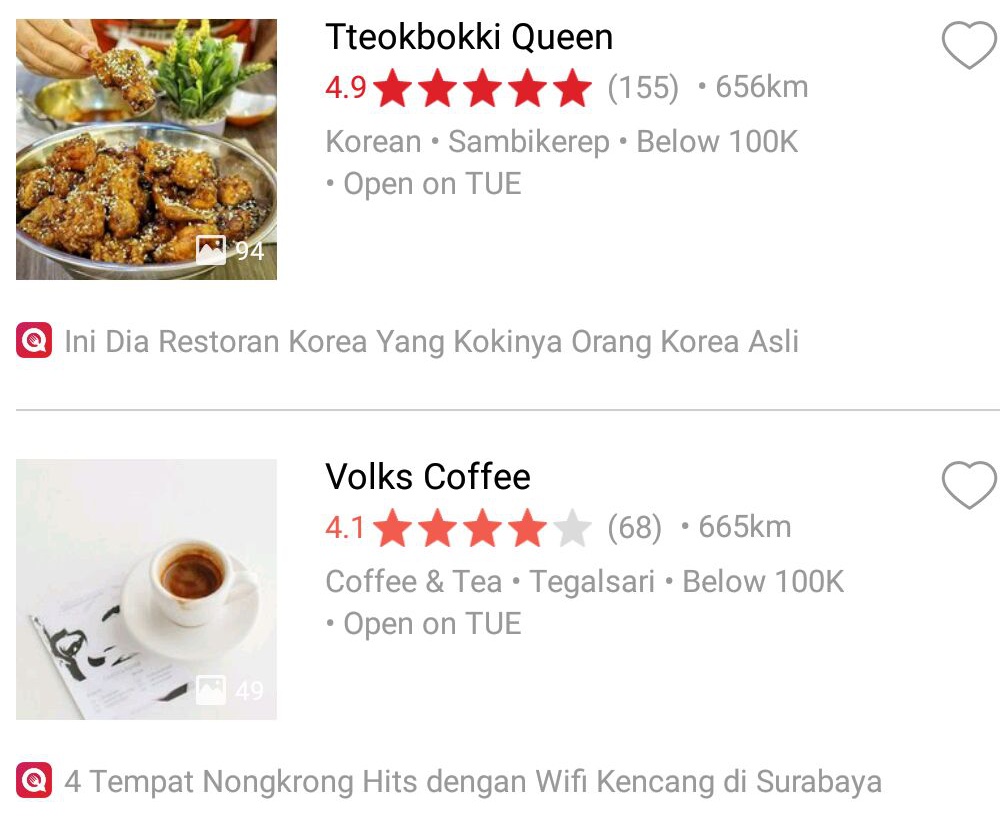 Tteokbokki Queen
4.9 (155) • 656km
Korean • Sambikerep • Below 100K
• Open on TUE
94
Ini Dia Restoran Korea Yang Kokinya Orang Korea Asli
Volks Coffee
4.1 (68) • 665km
Coffee & Tea • Tegalsari • Below 100K
• Open on TUE
49
4 Tempat Nongkrong Hits dengan Wifi Kencang di Surabaya